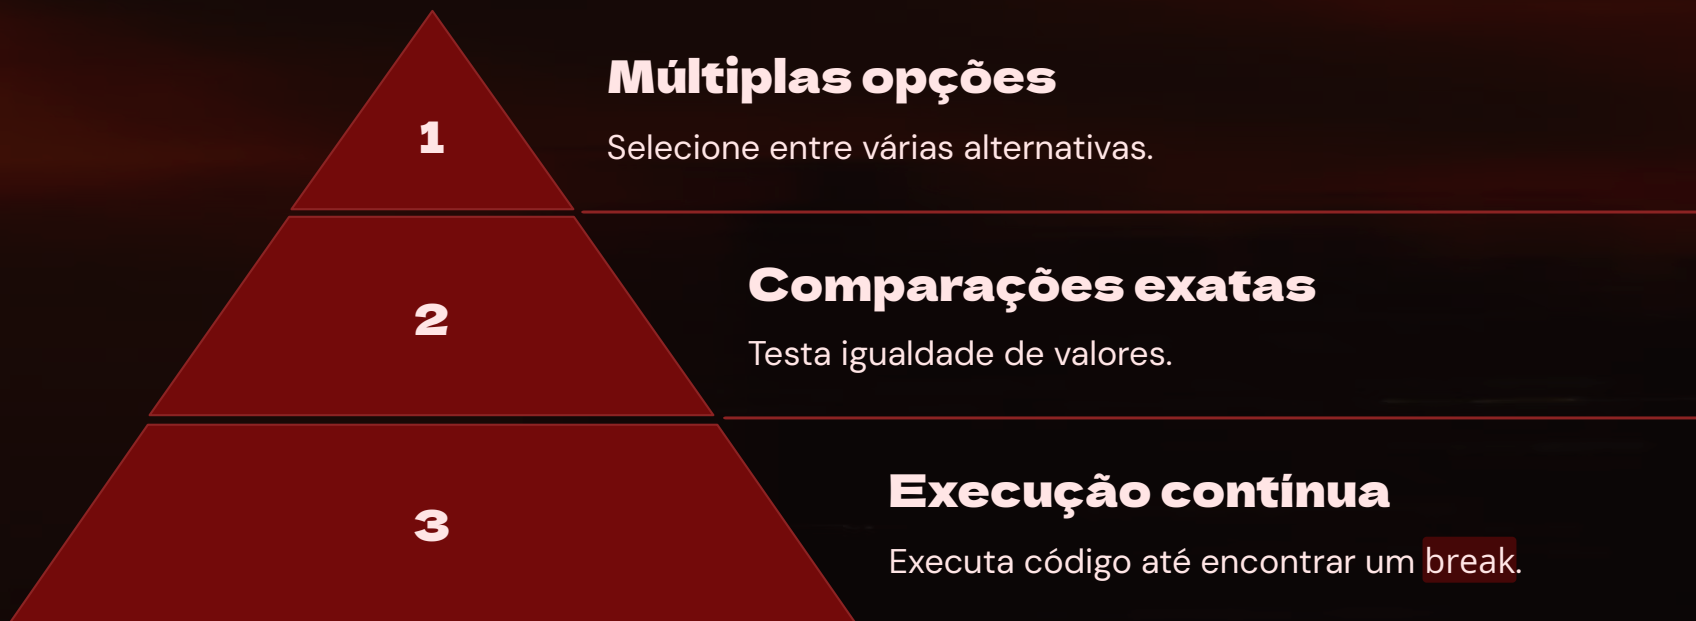 1
Múltiplas opções
Selecione entre várias alternativas.
2
Comparações exatas
Testa igualdade de valores.
3
Execução contínua
Executa código até encontrar um break.